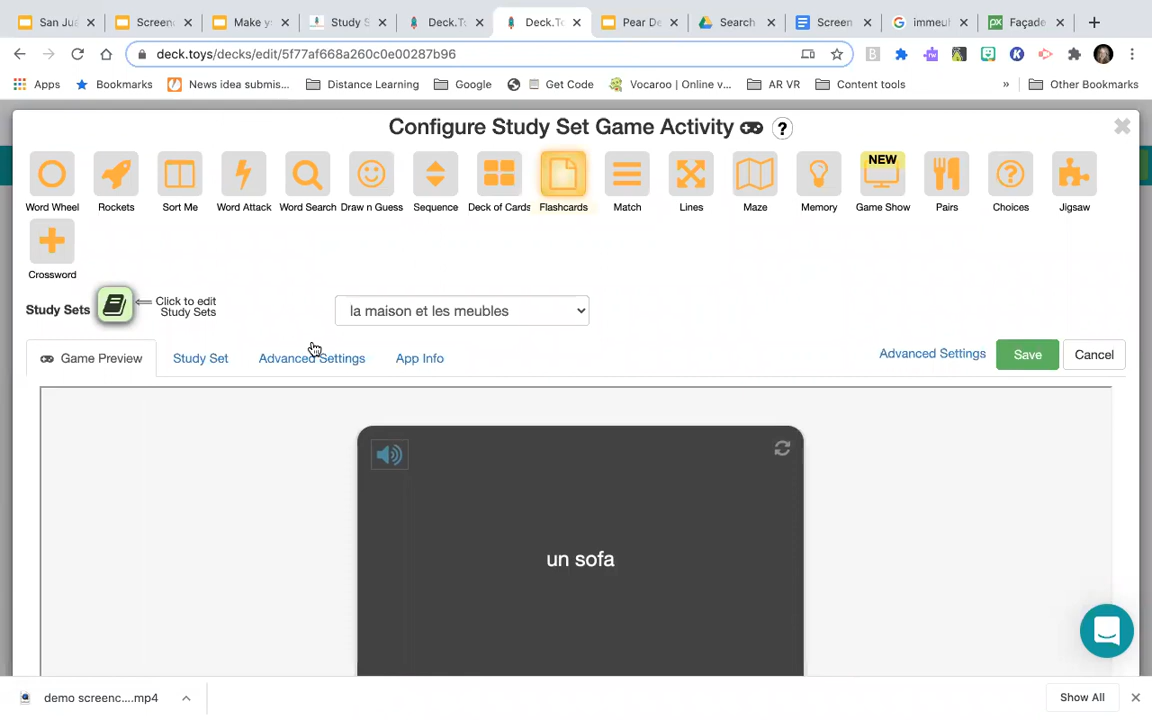 San Ju
Screenc
Make y
Study S
Deck.T
Deck.To
Pear De
Search
Screen
immeu
Façade
deck.toys/decks/edit/5f77af668a260c0e00287b96
Apps
Bookmarks
News idea submis...
Distance Learning
Google
Get Code
Vocaroo | Online v...
AR VR
Content tools
»
Other Bookmarks
Configure Study Set Game Activity ?
Word Wheel
Rockets
Sort Me
Word Attack
Word Search
Draw n Guess
Sequence
Deck of Cards
Flashcards
Match
Lines
Maze
Memory
NEW
Game Show
Pairs
Choices
Jigsaw
Crossword
Study Sets
Click to edit
Study Sets
la maison et les meubles
Game Preview
Study Set
Advanced Settings
App Info
Advanced Settings
Save
Cancel
un sofa
demo screenc....mp4
Show All